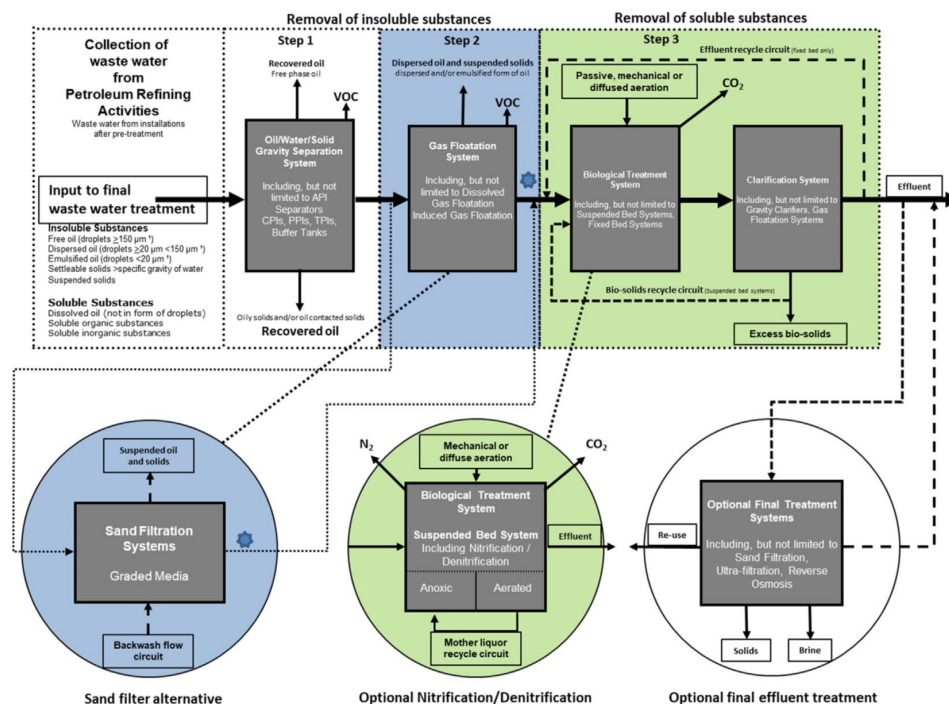 Removal of insoluble substances
Removal of soluble substances
Collection of
waste water
from
Petroleum Refining
Activities
Waste water from installations
after pre-treatment
Input to final
waste water treatment
Insoluble Substances
Free oil (droplets ≥150 µm ¹)
Dispersed oil (droplets ≥20 µm <150 µm ¹)
Emulsified oil (droplets <20 µm ¹)
Settleable solids >specific gravity of water
Suspended solids
Soluble Substances
Dissolved oil (not in form of droplets)
Soluble organic substances
Soluble inorganic substances
Step 1
Recovered oil
Free phase oil
VOC
Oil/Water/Solid
Gravity Separation
System
Including, but not
limited to API
Separators
CPIs, PPIs, TPIs,
Buffer Tanks
Oily solids and/or oil contacted solids
Recovered oil
Step 2
Dispersed oil and suspended solids
dispersed and/or emulsified form of oil
VOC
Gas Floatation
System
Including, but not
limited to Dissolved
Gas Floatation
Induced Gas Floatation
Step 3
Effluent recycle circuit (fixed bed only)
Passive, mechanical or
diffused aeration
CO2
Biological Treatment
System
Including, but not limited to
Suspended Bed Systems,
Fixed Bed Systems
Clarification System
Including, but not limited to
Gravity Clarifiers, Gas
Floatation Systems
Effluent
Bio-solids recycle circuit (Suspended bed systems)
Excess bio-solids
Suspended oil
and solids
Sand Filtration
Systems
Graded Media
Backwash flow
circuit
Sand filter alternative
N2
Mechanical or
diffuse aeration
CO2
Biological Treatment
System
Suspended Bed System
Including Nitrification /
Denitrification
Anoxic
Aerated
Effluent
Mother liquor
recycle circuit
Optional Nitrification/Denitrification
Optional Final Treatment
Systems
Including, but not limited to
Sand Filtration,
Ultra-filtration, Reverse
Osmosis
Re-use
Solids
Brine
Optional final effluent treatment